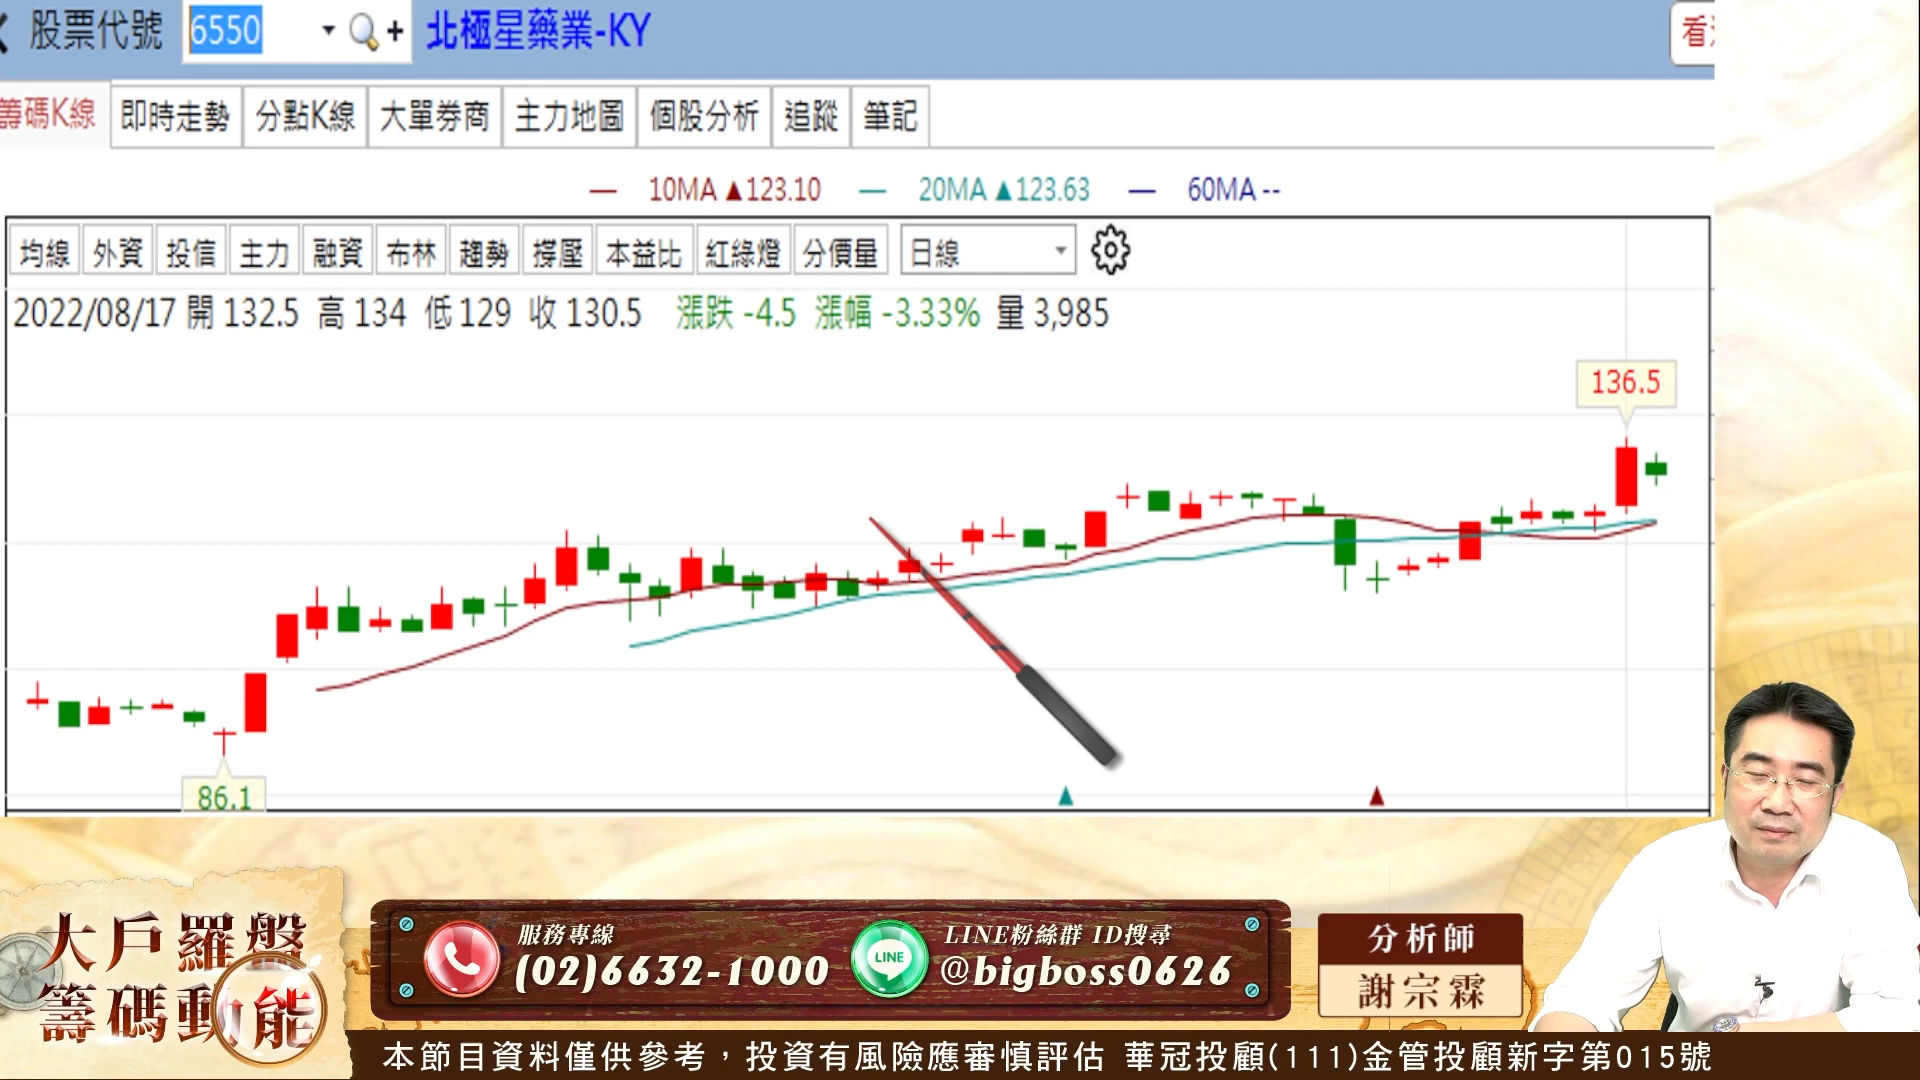 股票代號 6550 + 北極星藥業-KY
籌碼K線 即時走勢 分點K線 大單券商 主力地圖 個股分析 追蹤 筆記
10MA ▲123.10 20MA ▲123.63 60MA --
均線 外資 投信 主力 融資 布林 趨勢 撐壓 本益比 紅綠燈 分價量 日線
2022/08/17 開 132.5 高 134 低 129 收 130.5 漲跌 -4.5 漲幅 -3.33% 量 3,985
136.5
86.1
大戶羅盤
籌碼動能
服務專線
(02)6632-1000
LINE
LINE粉絲群 ID搜尋
@bigboss0626
分析師
謝宗霖
本節目資料僅供參考，投資有風險應審慎評估 華冠投顧(111)金管投顧新字第015號